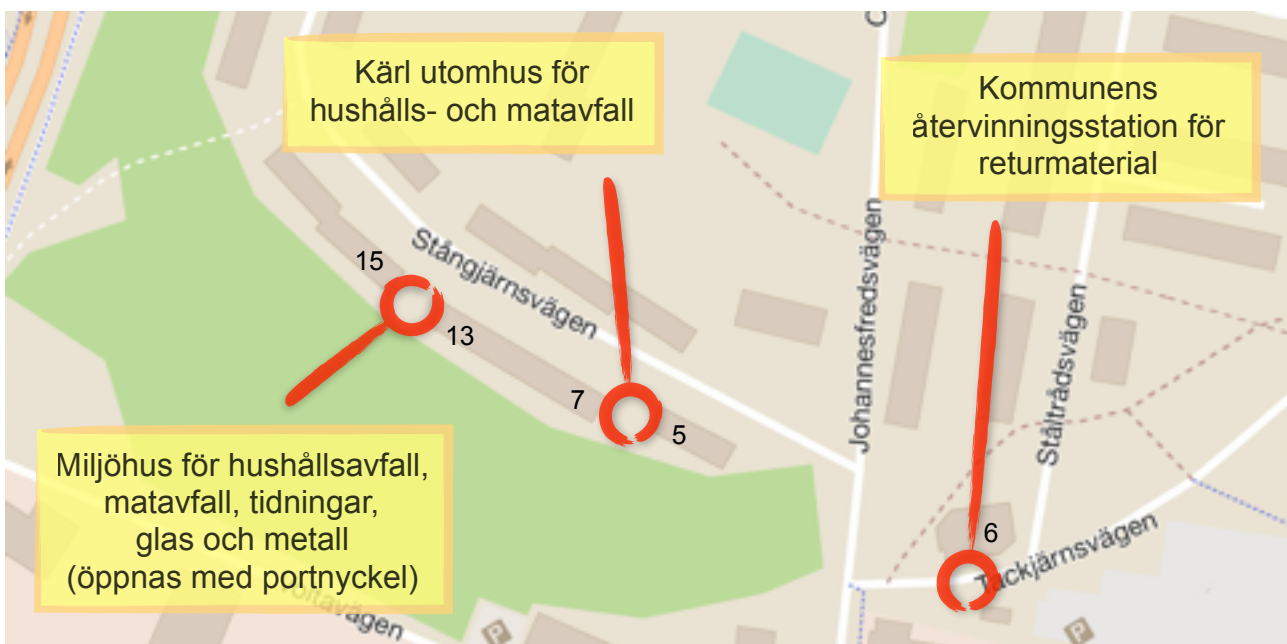 Kärl utomhus för
hushålls- och matavfall
Kommunens
återvinningsstation för
returmaterial
Stångjärnsvägen
15
13
7
5
Johannesfredsvägen
Ståltrådsvägen
6
Tackjärnsvägen
Miljöhus för hushållsavfall,
matavfall, tidningar,
glas och metall
(öppnas med portnyckel)
P
P